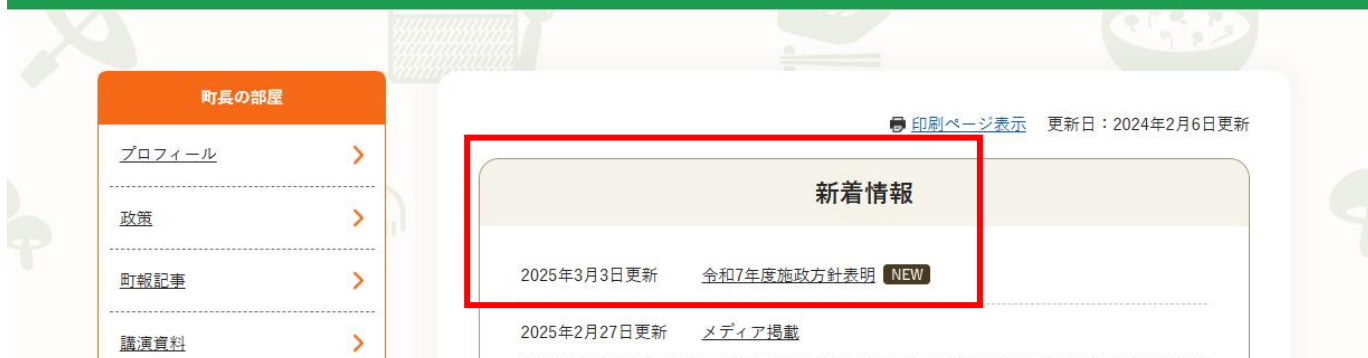 町長の部屋
プロフィール
政策
町報記事
講演資料
印刷ページ表示 更新日：2024年2月6日更新
新着情報
2025年3月3日更新 令和7年度施政方針表明 NEW
2025年2月27日更新 メディア掲載